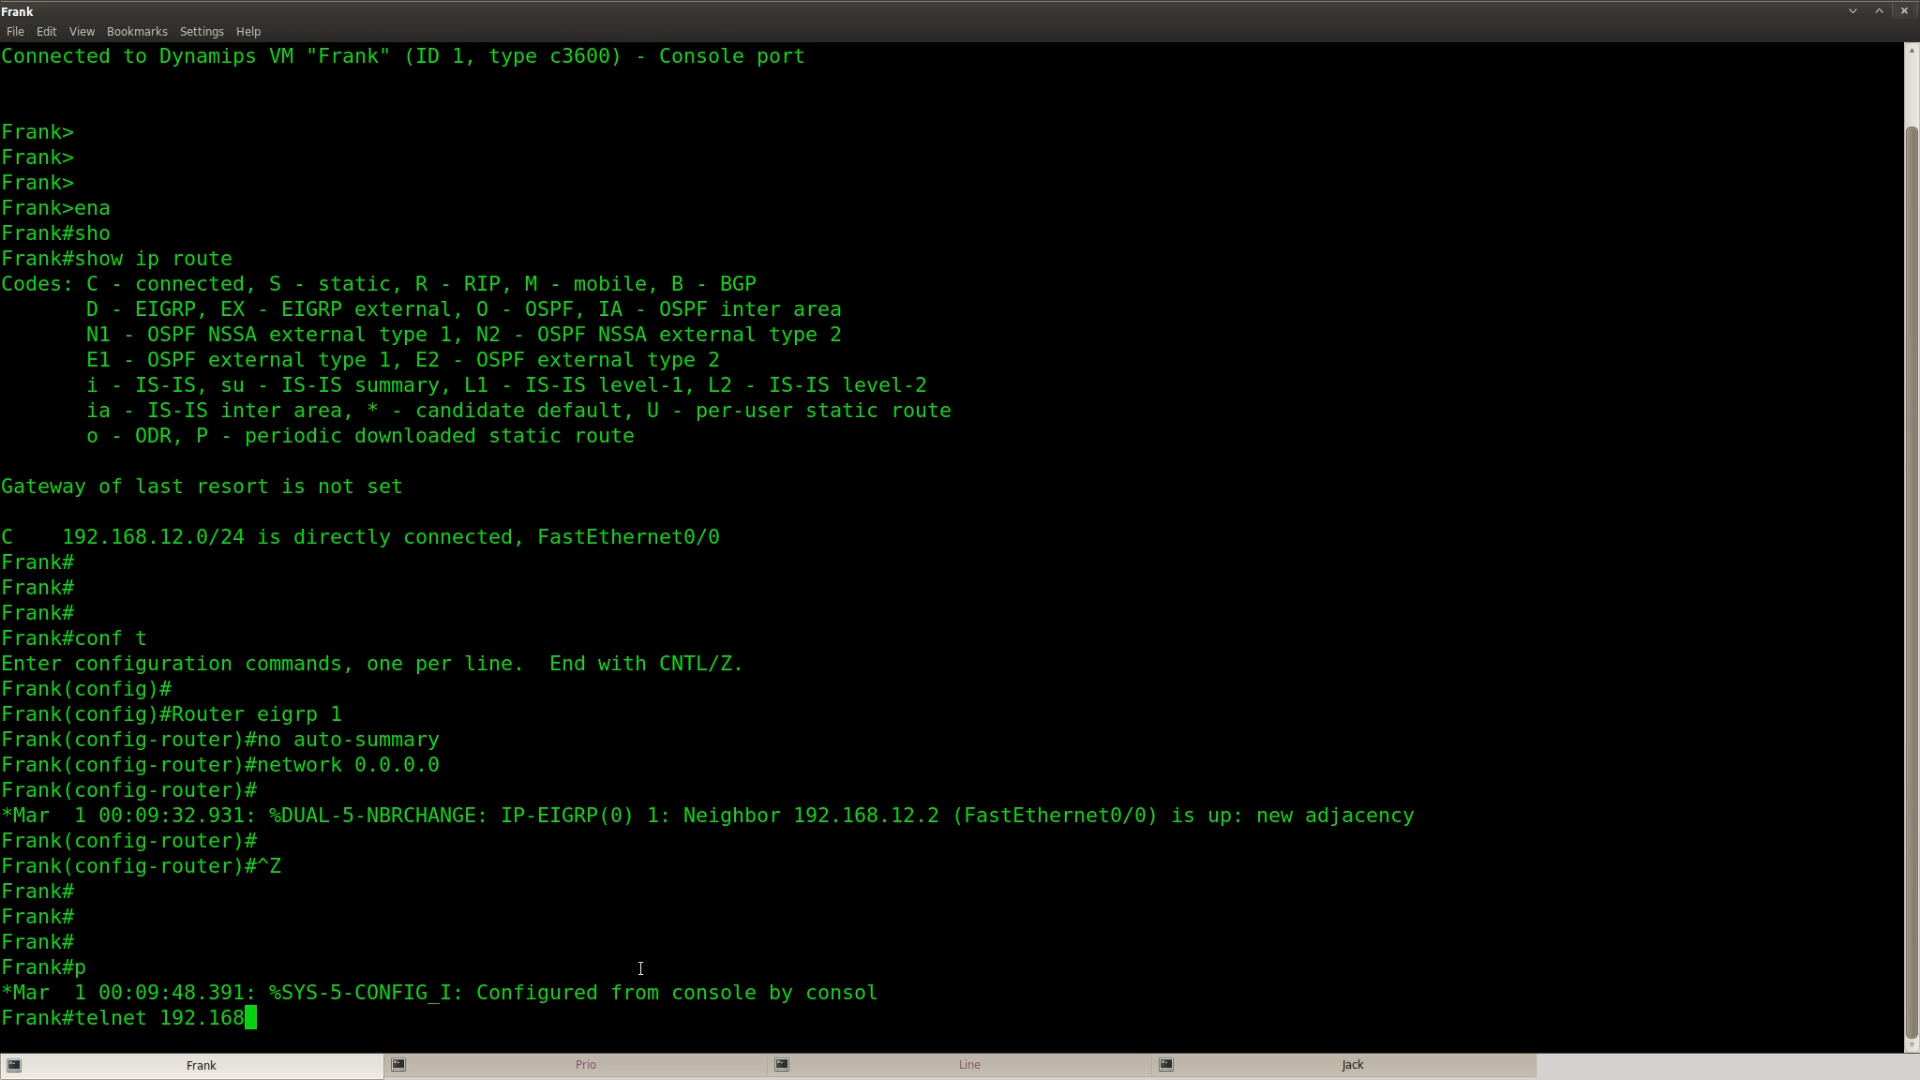 Frank
File Edit View Bookmarks Settings Help
Connected to Dynamips VM "Frank" (ID 1, type c3600) - Console port
Frank>
Frank>
Frank>
Frank>ena
Frank#sho
Frank#show ip route
Codes: C - connected, S - static, R - RIP, M - mobile, B - BGP
       D - EIGRP, EX - EIGRP external, O - OSPF, IA - OSPF inter area
       N1 - OSPF NSSA external type 1, N2 - OSPF NSSA external type 2
       E1 - OSPF external type 1, E2 - OSPF external type 2
       i - IS-IS, su - IS-IS summary, L1 - IS-IS level-1, L2 - IS-IS level-2
       ia - IS-IS inter area, * - candidate default, U - per-user static route
       o - ODR, P - periodic downloaded static route
Gateway of last resort is not set
C    192.168.12.0/24 is directly connected, FastEthernet0/0
Frank#
Frank#
Frank#
Frank#conf t
Enter configuration commands, one per line.  End with CNTL/Z.
Frank(config)#
Frank(config)#Router eigrp 1
Frank(config-router)#no auto-summary
Frank(config-router)#network 0.0.0.0
Frank(config-router)#
*Mar  1 00:09:32.931: %DUAL-5-NBRCHANGE: IP-EIGRP(0) 1: Neighbor 192.168.12.2 (FastEthernet0/0) is up: new adjacency
Frank(config-router)#
Frank(config-router)#^Z
Frank#
Frank#
Frank#
Frank#p
*Mar  1 00:09:48.391: %SYS-5-CONFIG_I: Configured from console by consol
Frank#telnet 192.168
Frank Prio Line Jack